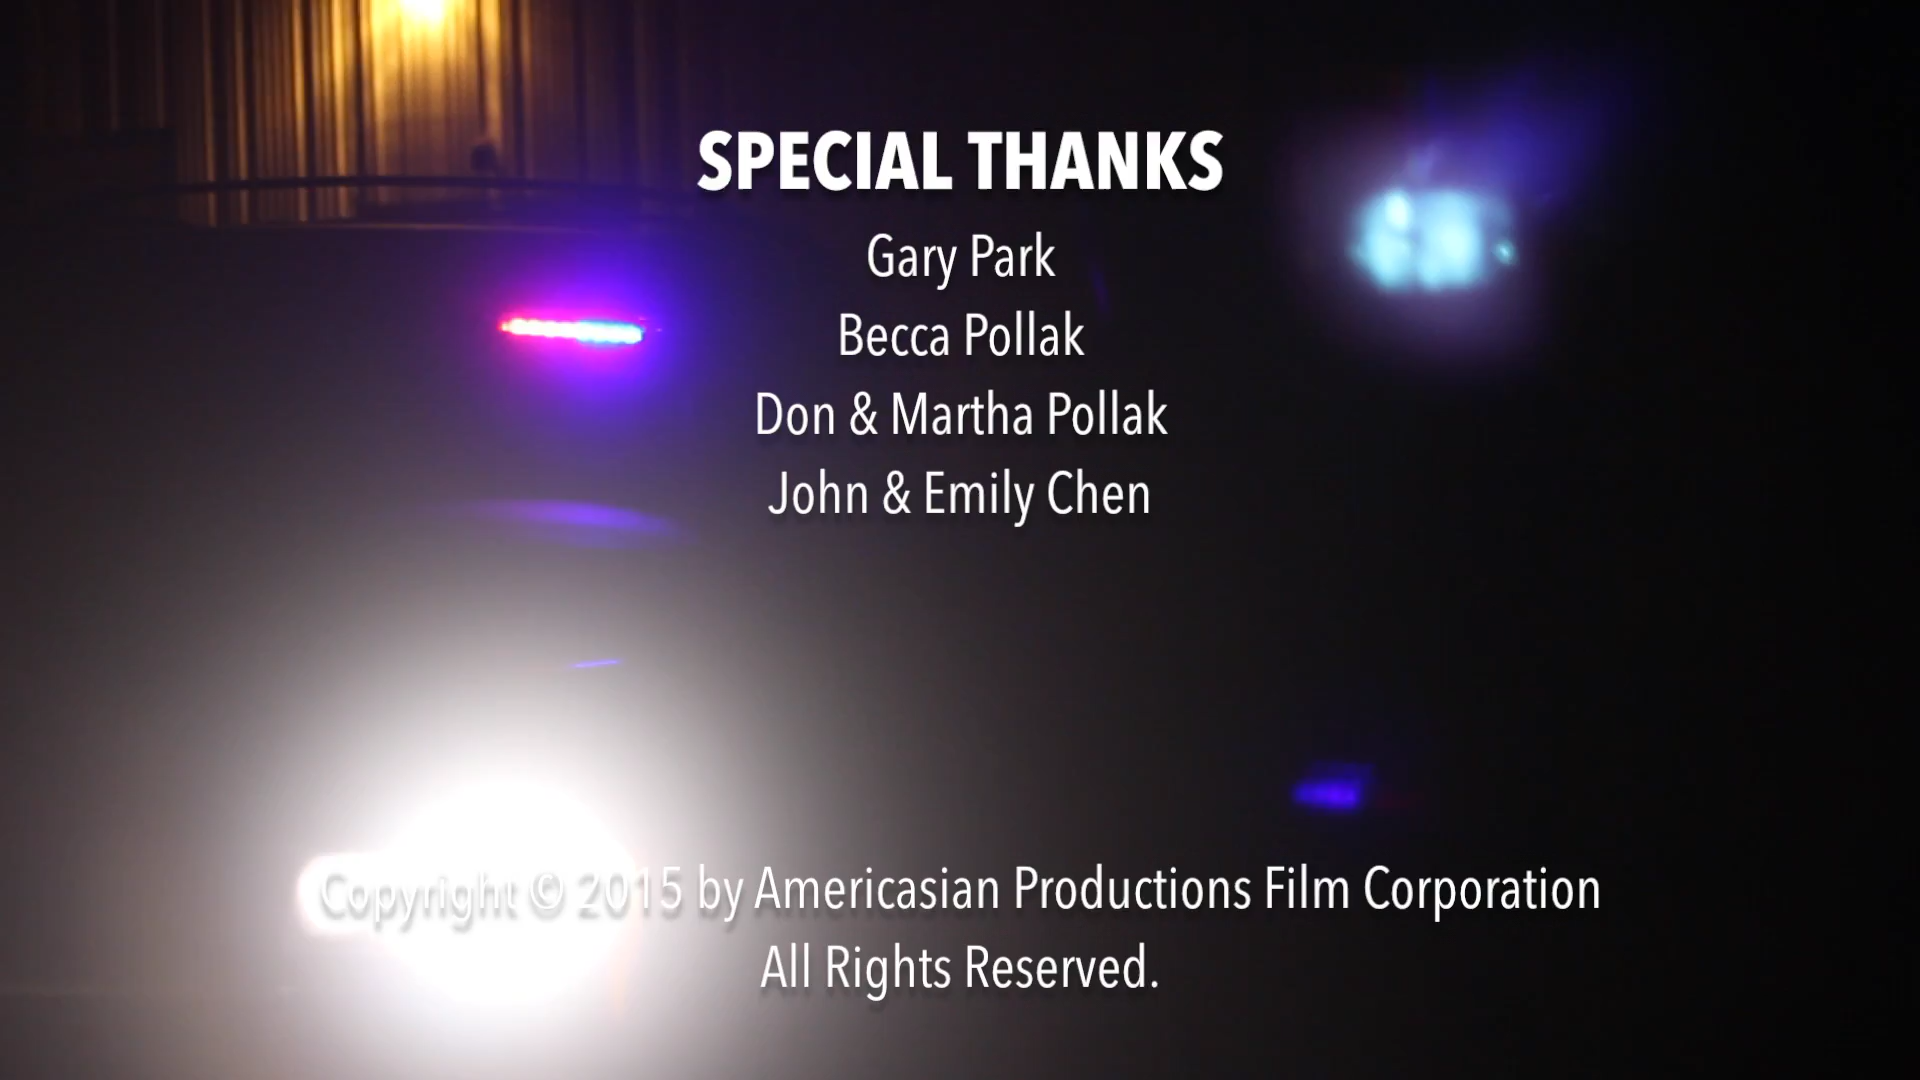 SPECIAL THANKS
Gary Park
Becca Pollak
Don & Martha Pollak
John & Emily Chen
Copyright © 2015 by Americasian Productions Film Corporation
All Rights Reserved.